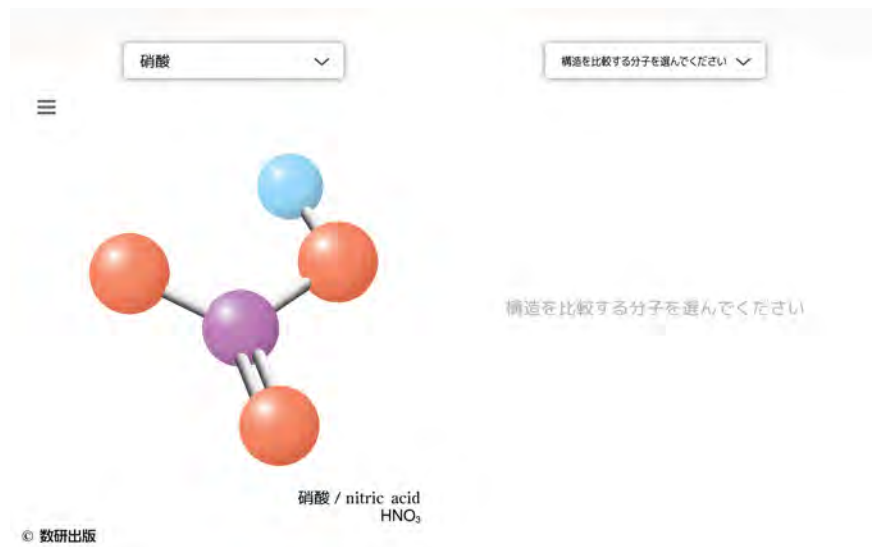 硝酸
構造を比較する分子を選んでください
構造を比較する分子を選んでください
硝酸 / nitric acid
HNO₃
© 数研出版